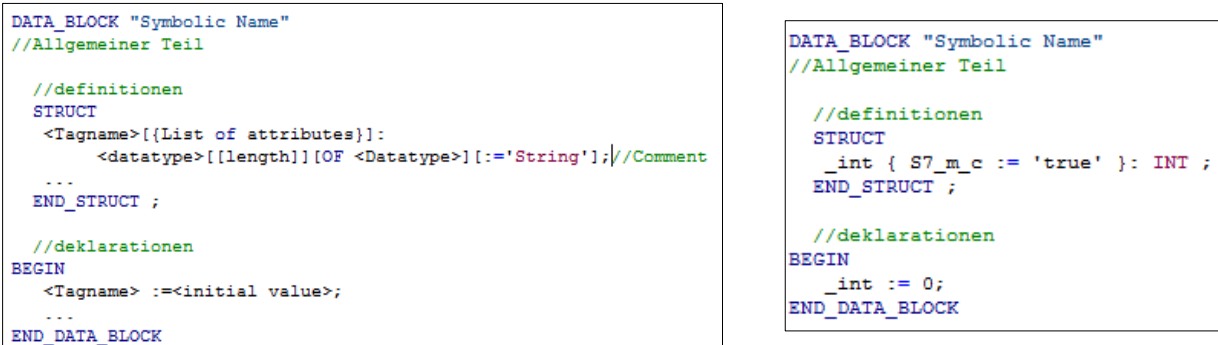 DATA_BLOCK "Symbolic Name"
//Allgemeiner Teil
//definitionen
STRUCT
<Tagname>[{List of attributes}]:
<datatype>[[length]][OF <Datatype>][:='String'];//Comment
...
END_STRUCT ;
//deklarationen
BEGIN
<Tagname> :=<initial value>;
...
END_DATA_BLOCK
DATA_BLOCK "Symbolic Name"
//Allgemeiner Teil
//definitionen
STRUCT
_int { S7_m_c := 'true' }: INT ;
END_STRUCT ;
//deklarationen
BEGIN
_int := 0;
END_DATA_BLOCK